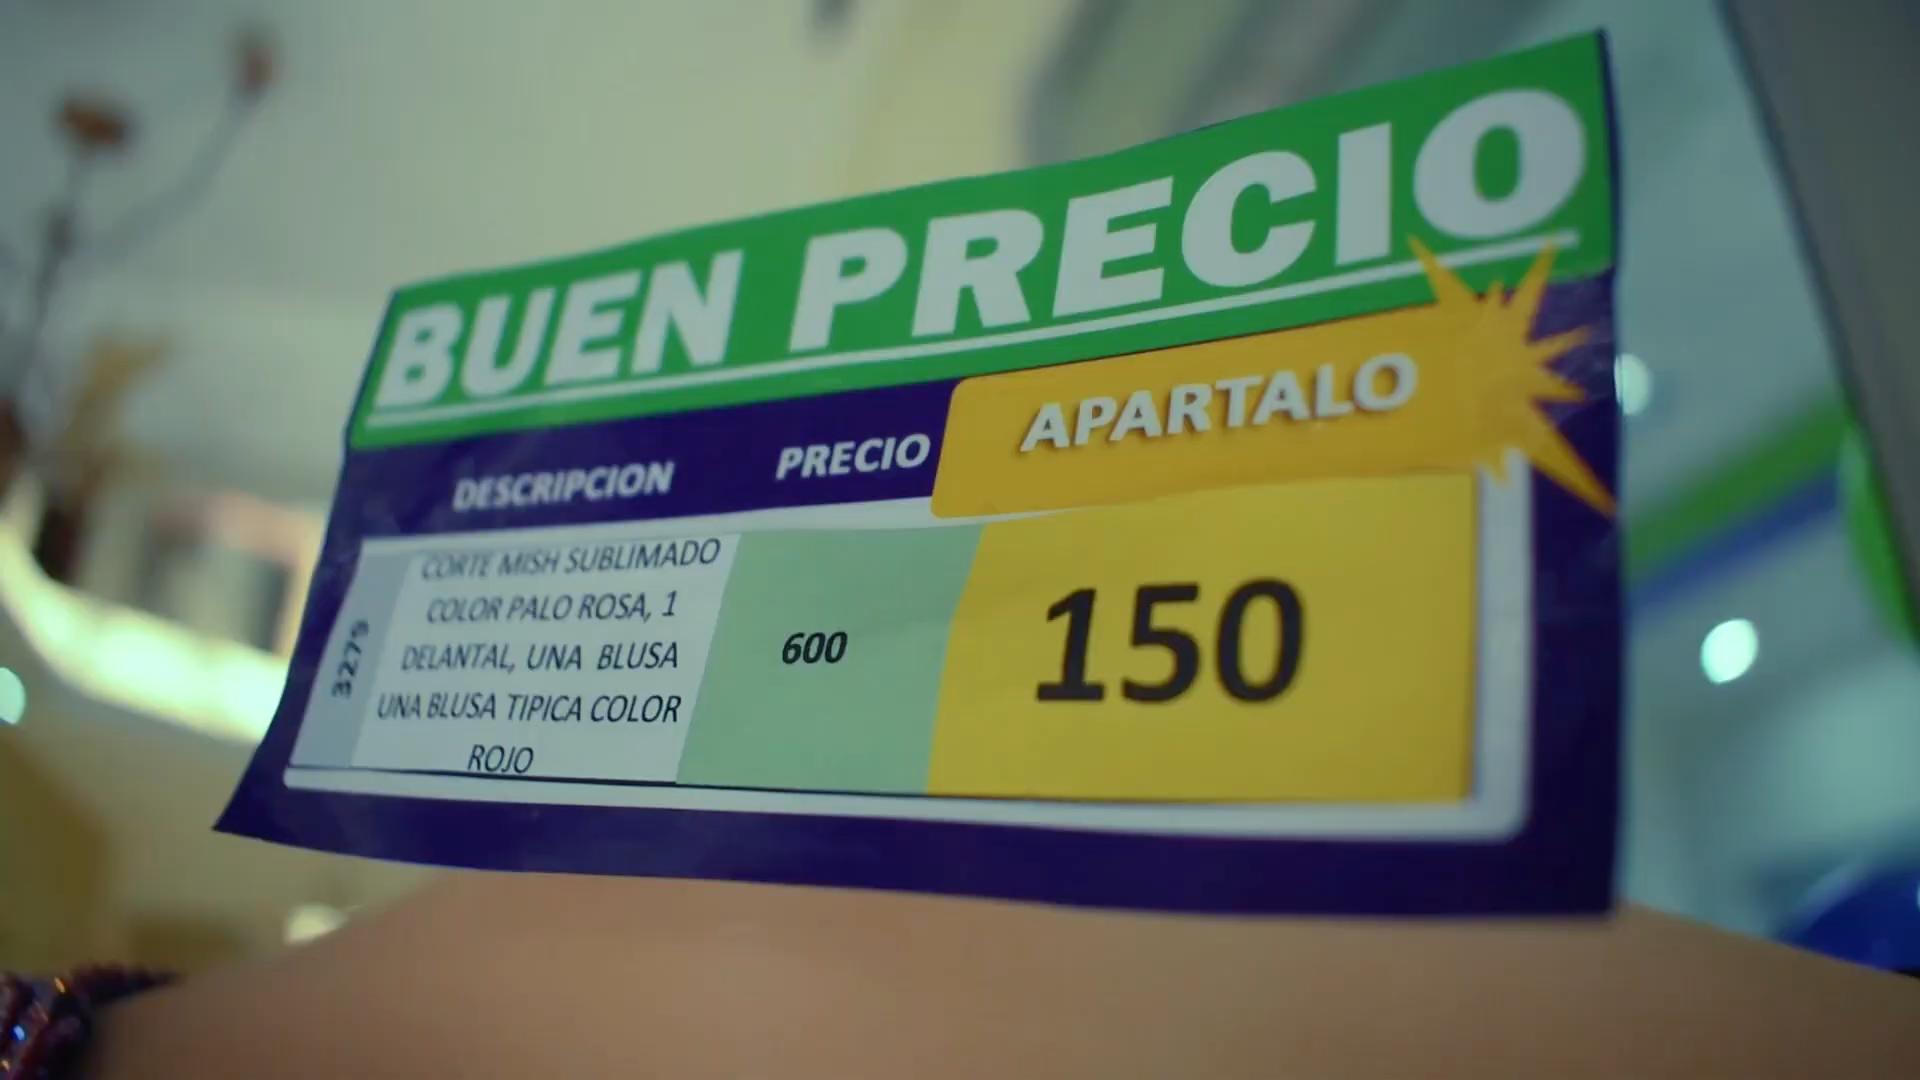 BUEN PRECIO
DESCRIPCION PRECIO APARTALO
3279
CORTE MISH SUBLIMADO
COLOR PALO ROSA, 1
DELANTAL, UNA BLUSA
UNA BLUSA TIPICA COLOR
ROJO
600
150